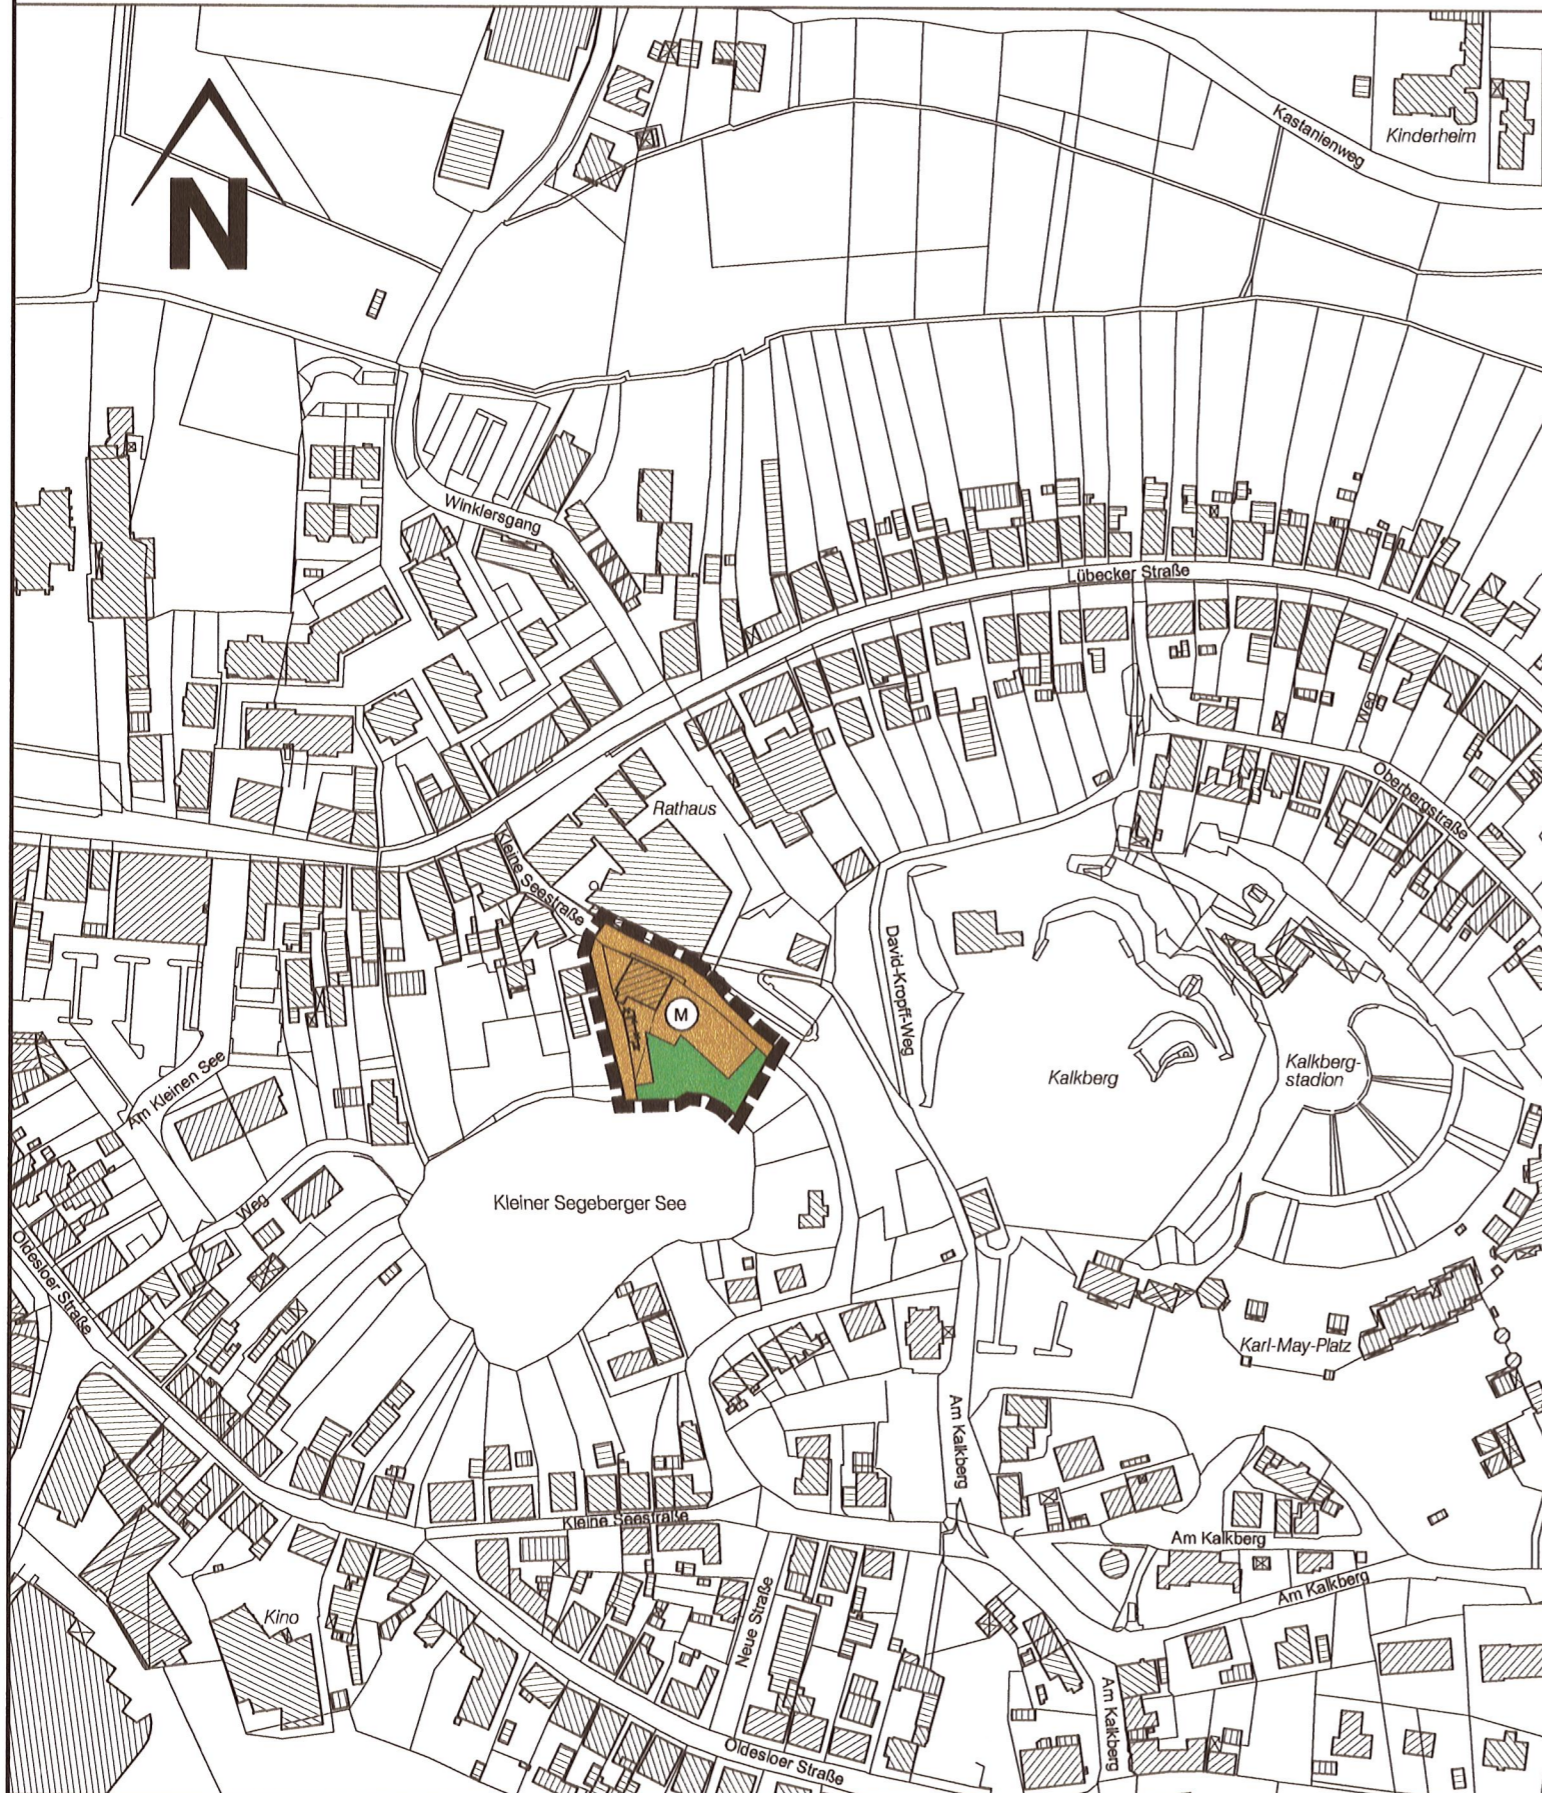 N
Kastanienweg
Kinderheim
Winklersgang
Lübecker Straße
Weg
Oberbergstraße
Rathaus
Kleine Seestraße
David-Kropff-Weg
M
Kalkberg
Kalkberg-
stadion
Am Kleinen See
Weg
Kleiner Segeberger See
Oldesloer Straße
Karl-May-Platz
Am Kalkberg
Kleine Seestraße
Am Kalkberg
Am Kalkberg
Kino
Neue Straße
Am Kalkberg
Oldesloer Straße